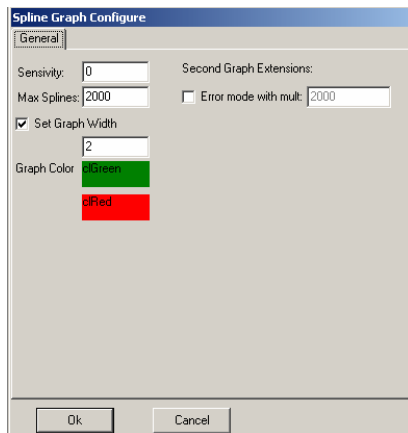 Spline Graph Configure
General
Sensivity: 0
Second Graph Extensions:
Max Splines: 2000
Error mode with mult: 2000
Set Graph Width
2
Graph Color clGreen
clRed
Ok Cancel